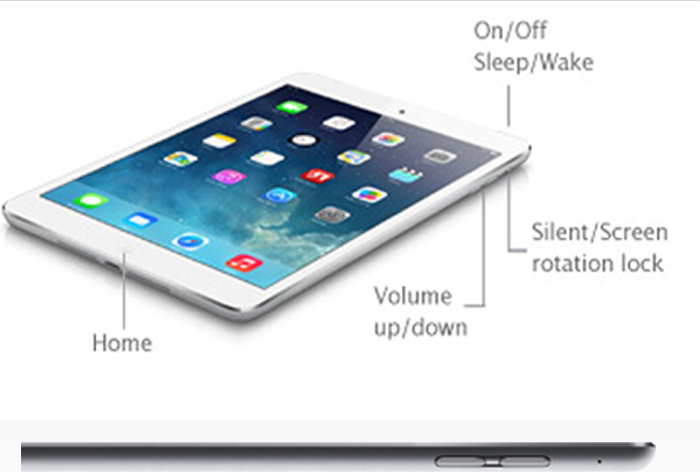 On/Off
Sleep/Wake
Silent/Screen
rotation lock
Volume
up/down
Home